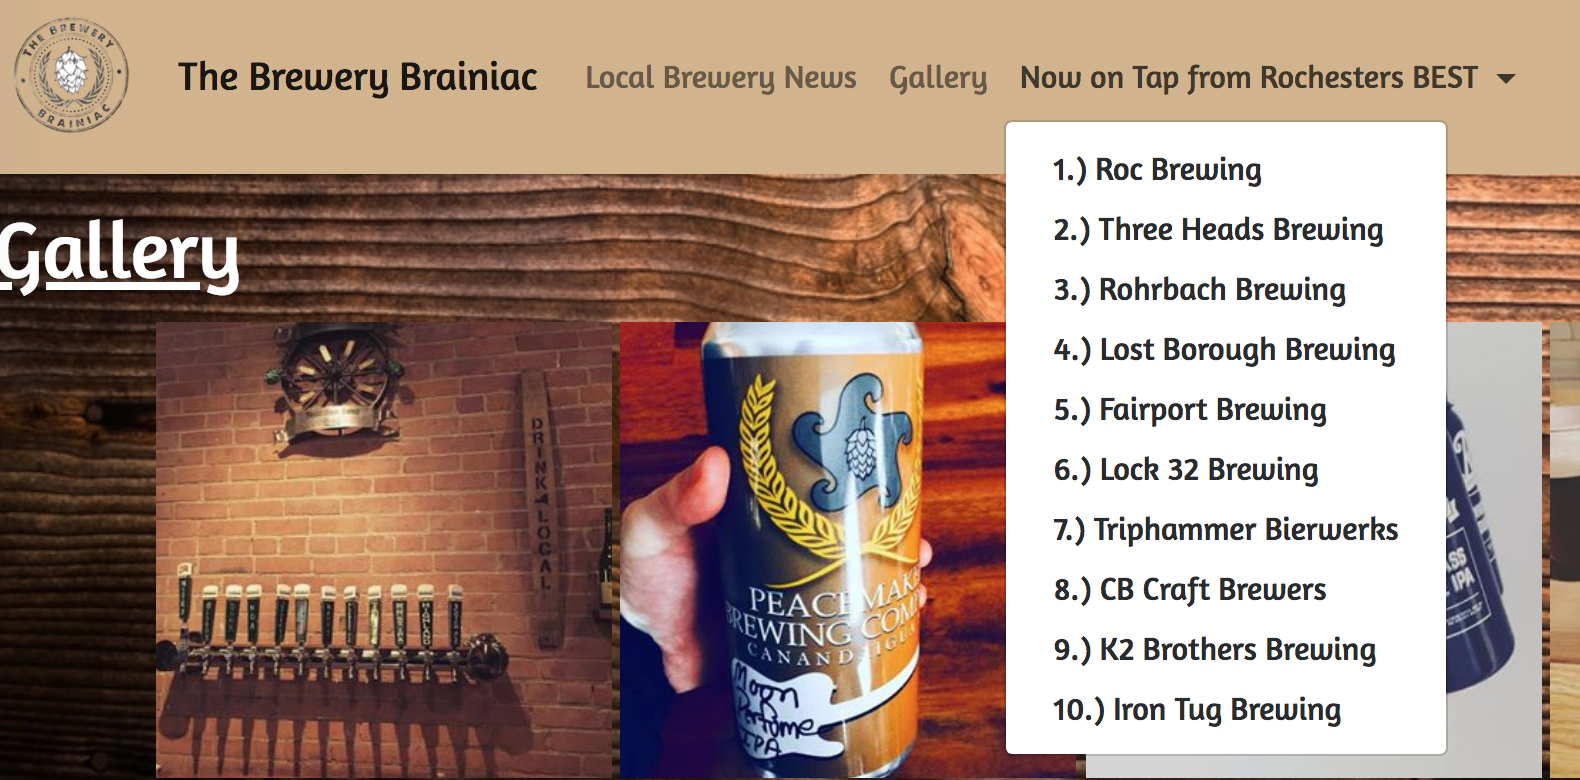 THE BREWERY
BRAINIAC
The Brewery Brainiac
Local Brewery News
Gallery
Now on Tap from Rochesters BEST
1.) Roc Brewing
2.) Three Heads Brewing
3.) Rohrbach Brewing
4.) Lost Borough Brewing
5.) Fairport Brewing
6.) Lock 32 Brewing
7.) Triphammer Bierwerks
8.) CB Craft Brewers
9.) K2 Brothers Brewing
10.) Iron Tug Brewing
Gallery
DRINK LOCAL
PEACEMAKE
BREWING COM
CANANDAIGUA
Moon
Perfume
IPA
ASS
IPA